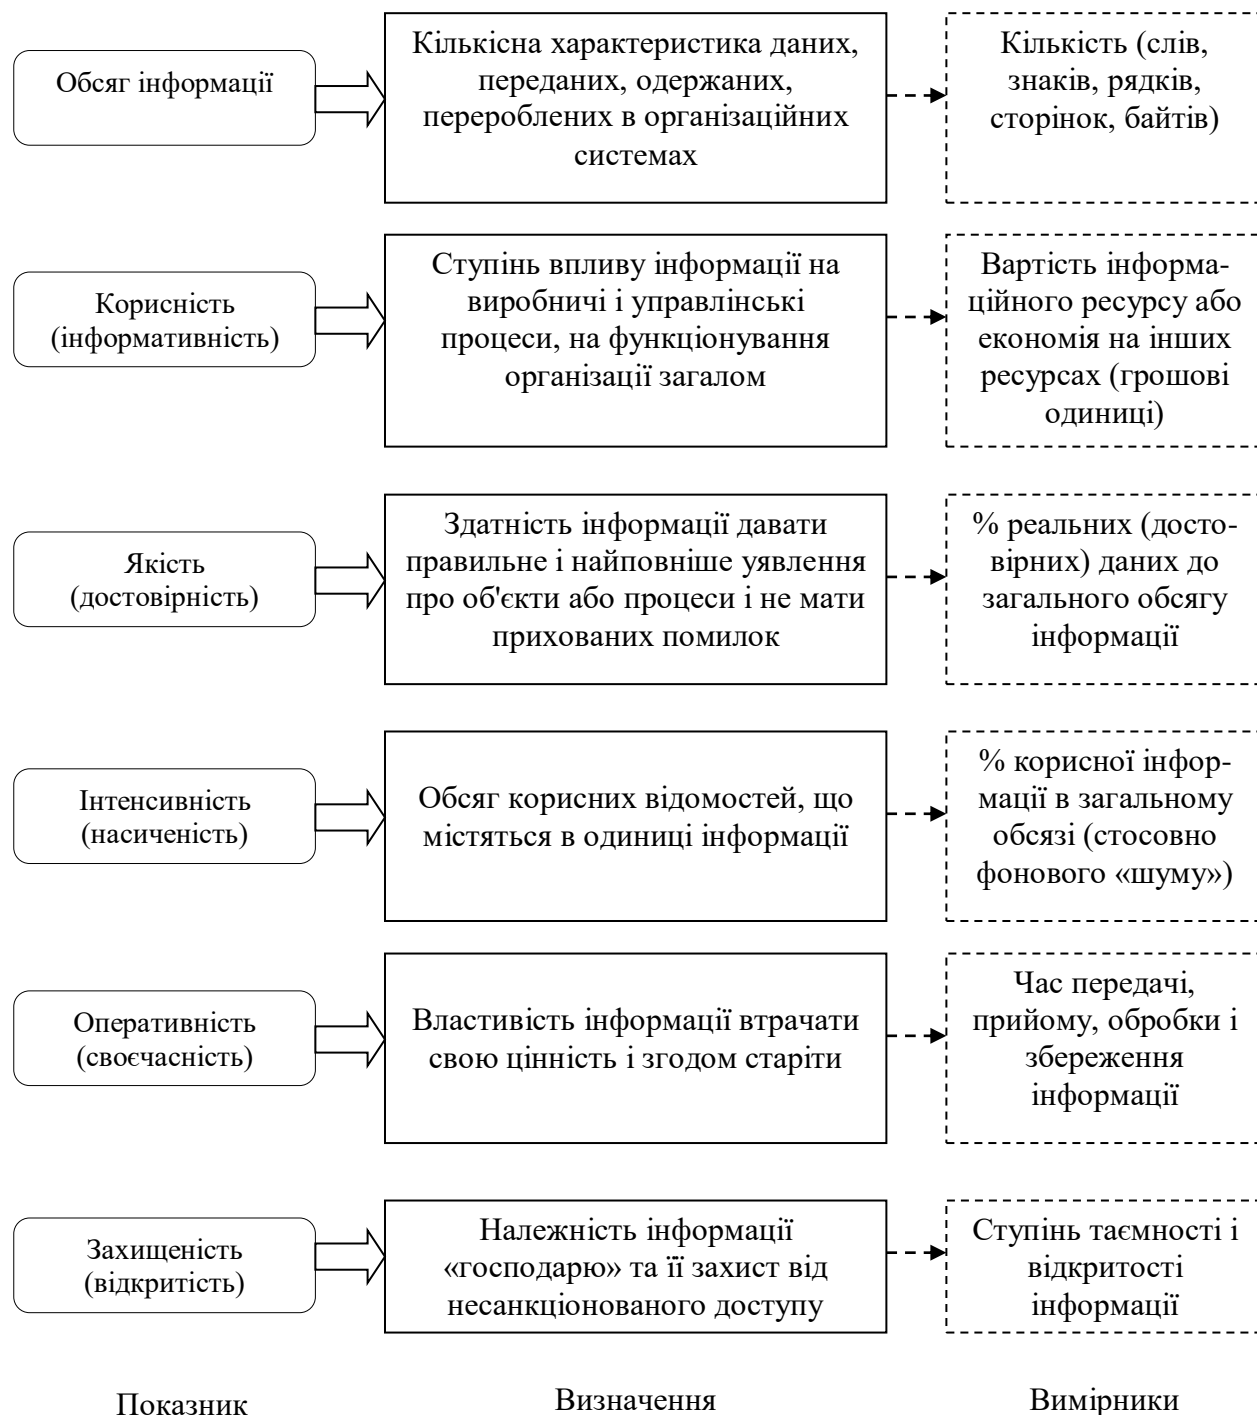 Обсяг інформації
Кількісна характеристика даних,
переданих, одержаних,
перероблених в організаційних
системах
Кількість (слів,
знаків, рядків,
сторінок, байтів)
Корисність
(інформативність)
Ступінь впливу інформації на
виробничі і управлінські
процеси, на функціонування
організації загалом
Вартість інформа-
ційного ресурсу або
економія на інших
ресурсах (грошові
одиниці)
Якість
(достовірність)
Здатність інформації давати
правильне і найповніше уявлення
про об'єкти або процеси і не мати
прихованих помилок
% реальних (досто-
вірних) даних до
загального обсягу
інформації
Інтенсивність
(насиченість)
Обсяг корисних відомостей, що
містяться в одиниці інформації
% корисної інфор-
мації в загальному
обсязі (стосовно
фонового «шуму»)
Оперативність
(своєчасність)
Властивість інформації втрачати
свою цінність і згодом старіти
Час передачі,
прийому, обробки і
збереження
інформації
Захищеність
(відкритість)
Належність інформації
«господарю» та її захист від
несанкціонованого доступу
Ступінь таємності і
відкритості
інформації
Показник
Визначення
Вимірники